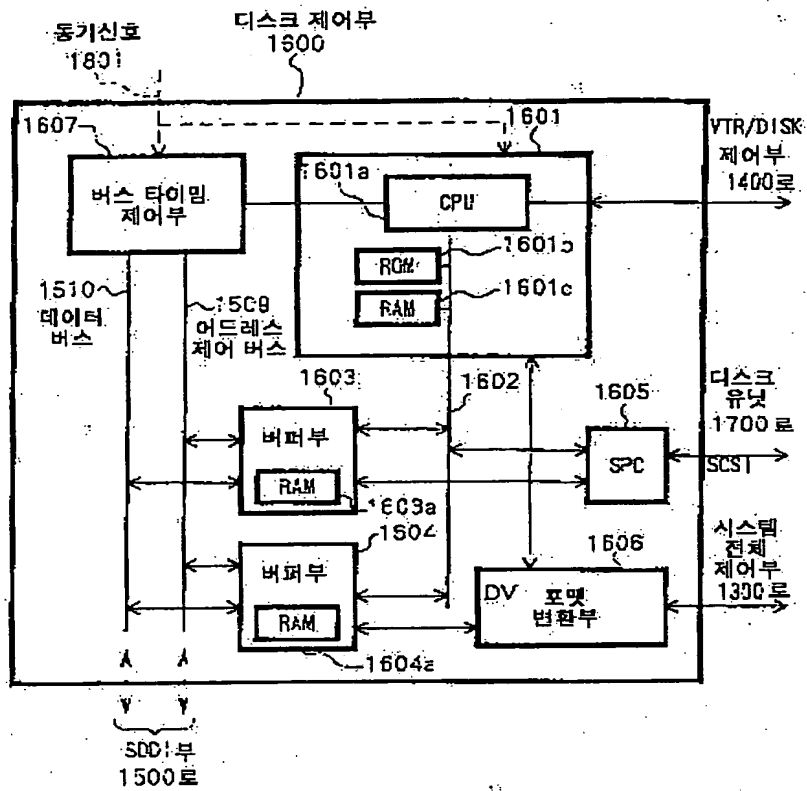 동기신호
1801
디스크 제어부
1600
1607
버스 타이밍
제어부
1601
1601a
CPU
1601b
ROM
1601c
RAM
VTR/DISK
제어부
1400로
1510
데이터
버스
1509
어드레스
제어 버스
1603
버퍼부
RAM
1603a
1602
1605
SPC
디스크
유닛
1700로
SCSI
1604
버퍼부
RAM
1604a
1606
DV 포맷
변환부
시스템
전체
제어부
1300로
SDDI부
1500로